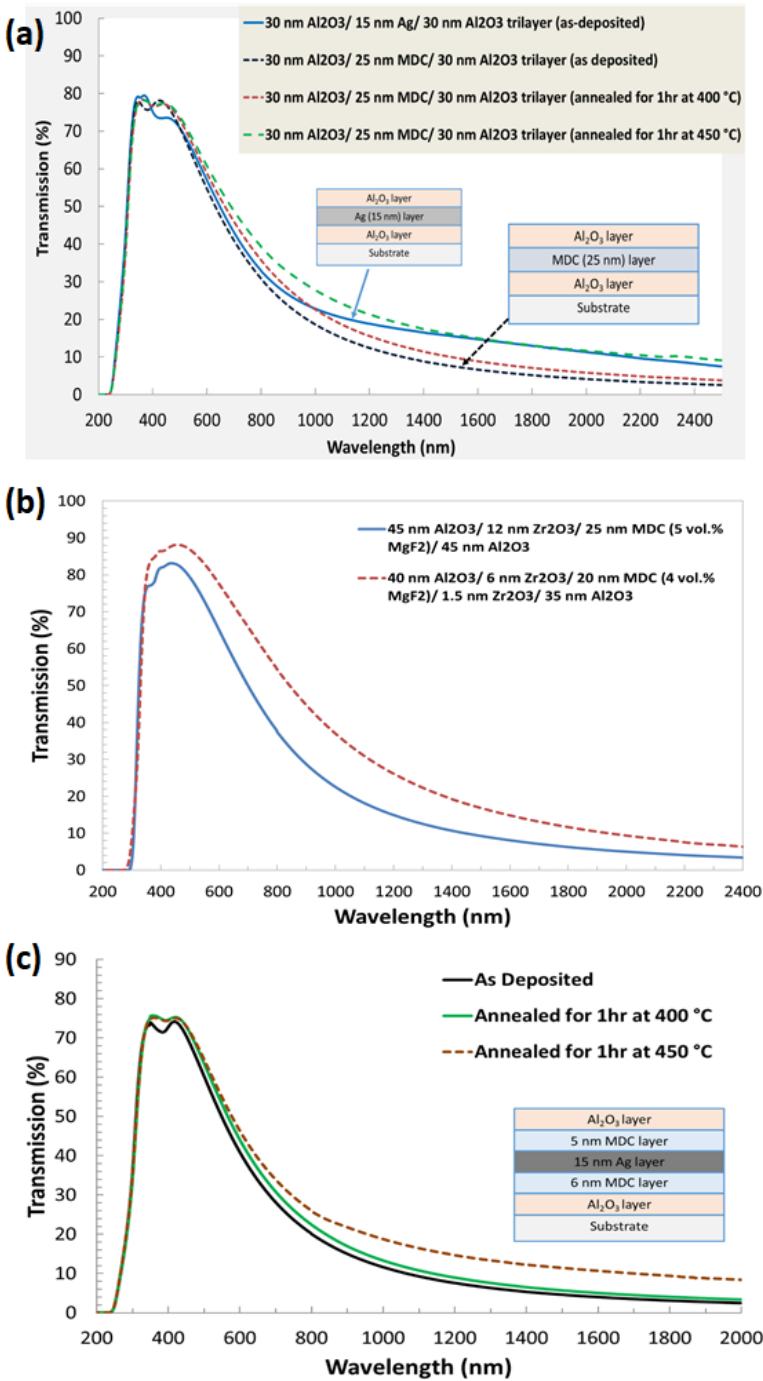 (a)
30 nm Al2O3/ 15 nm Ag/ 30 nm Al2O3 trilayer (as-deposited)
30 nm Al2O3/ 25 nm MDC/ 30 nm Al2O3 trilayer (as deposited)
30 nm Al2O3/ 25 nm MDC/ 30 nm Al2O3 trilayer (annealed for 1hr at 400 °C)
30 nm Al2O3/ 25 nm MDC/ 30 nm Al2O3 trilayer (annealed for 1hr at 450 °C)
Transmission (%)
100
90
80
70
60
50
40
30
20
10
0
Al₂O₃ layer
Ag (15 nm) layer
Al₂O₃ layer
Substrate
Al₂O₃ layer
MDC (25 nm) layer
Al₂O₃ layer
Substrate
200 400 600 800 1000 1200 1400 1600 1800 2000 2200 2400
Wavelength (nm)
(b)
45 nm Al2O3/ 12 nm Zr2O3/ 25 nm MDC (5 vol.%
MgF2)/ 45 nm Al2O3
40 nm Al2O3/ 6 nm Zr2O3/ 20 nm MDC (4 vol.%
MgF2)/ 1.5 nm Zr2O3/ 35 nm Al2O3
Transmission (%)
100
90
80
70
60
50
40
30
20
10
0
200 400 600 800 1000 1200 1400 1600 1800 2000 2200 2400
Wavelength (nm)
(c)
As Deposited
Annealed for 1hr at 400 °C
Annealed for 1hr at 450 °C
Transmission (%)
90
80
70
60
50
40
30
20
10
0
Al₂O₃ layer
5 nm MDC layer
15 nm Ag layer
6 nm MDC layer
Al₂O₃ layer
Substrate
200 400 600 800 1000 1200 1400 1600 1800 2000
Wavelength (nm)